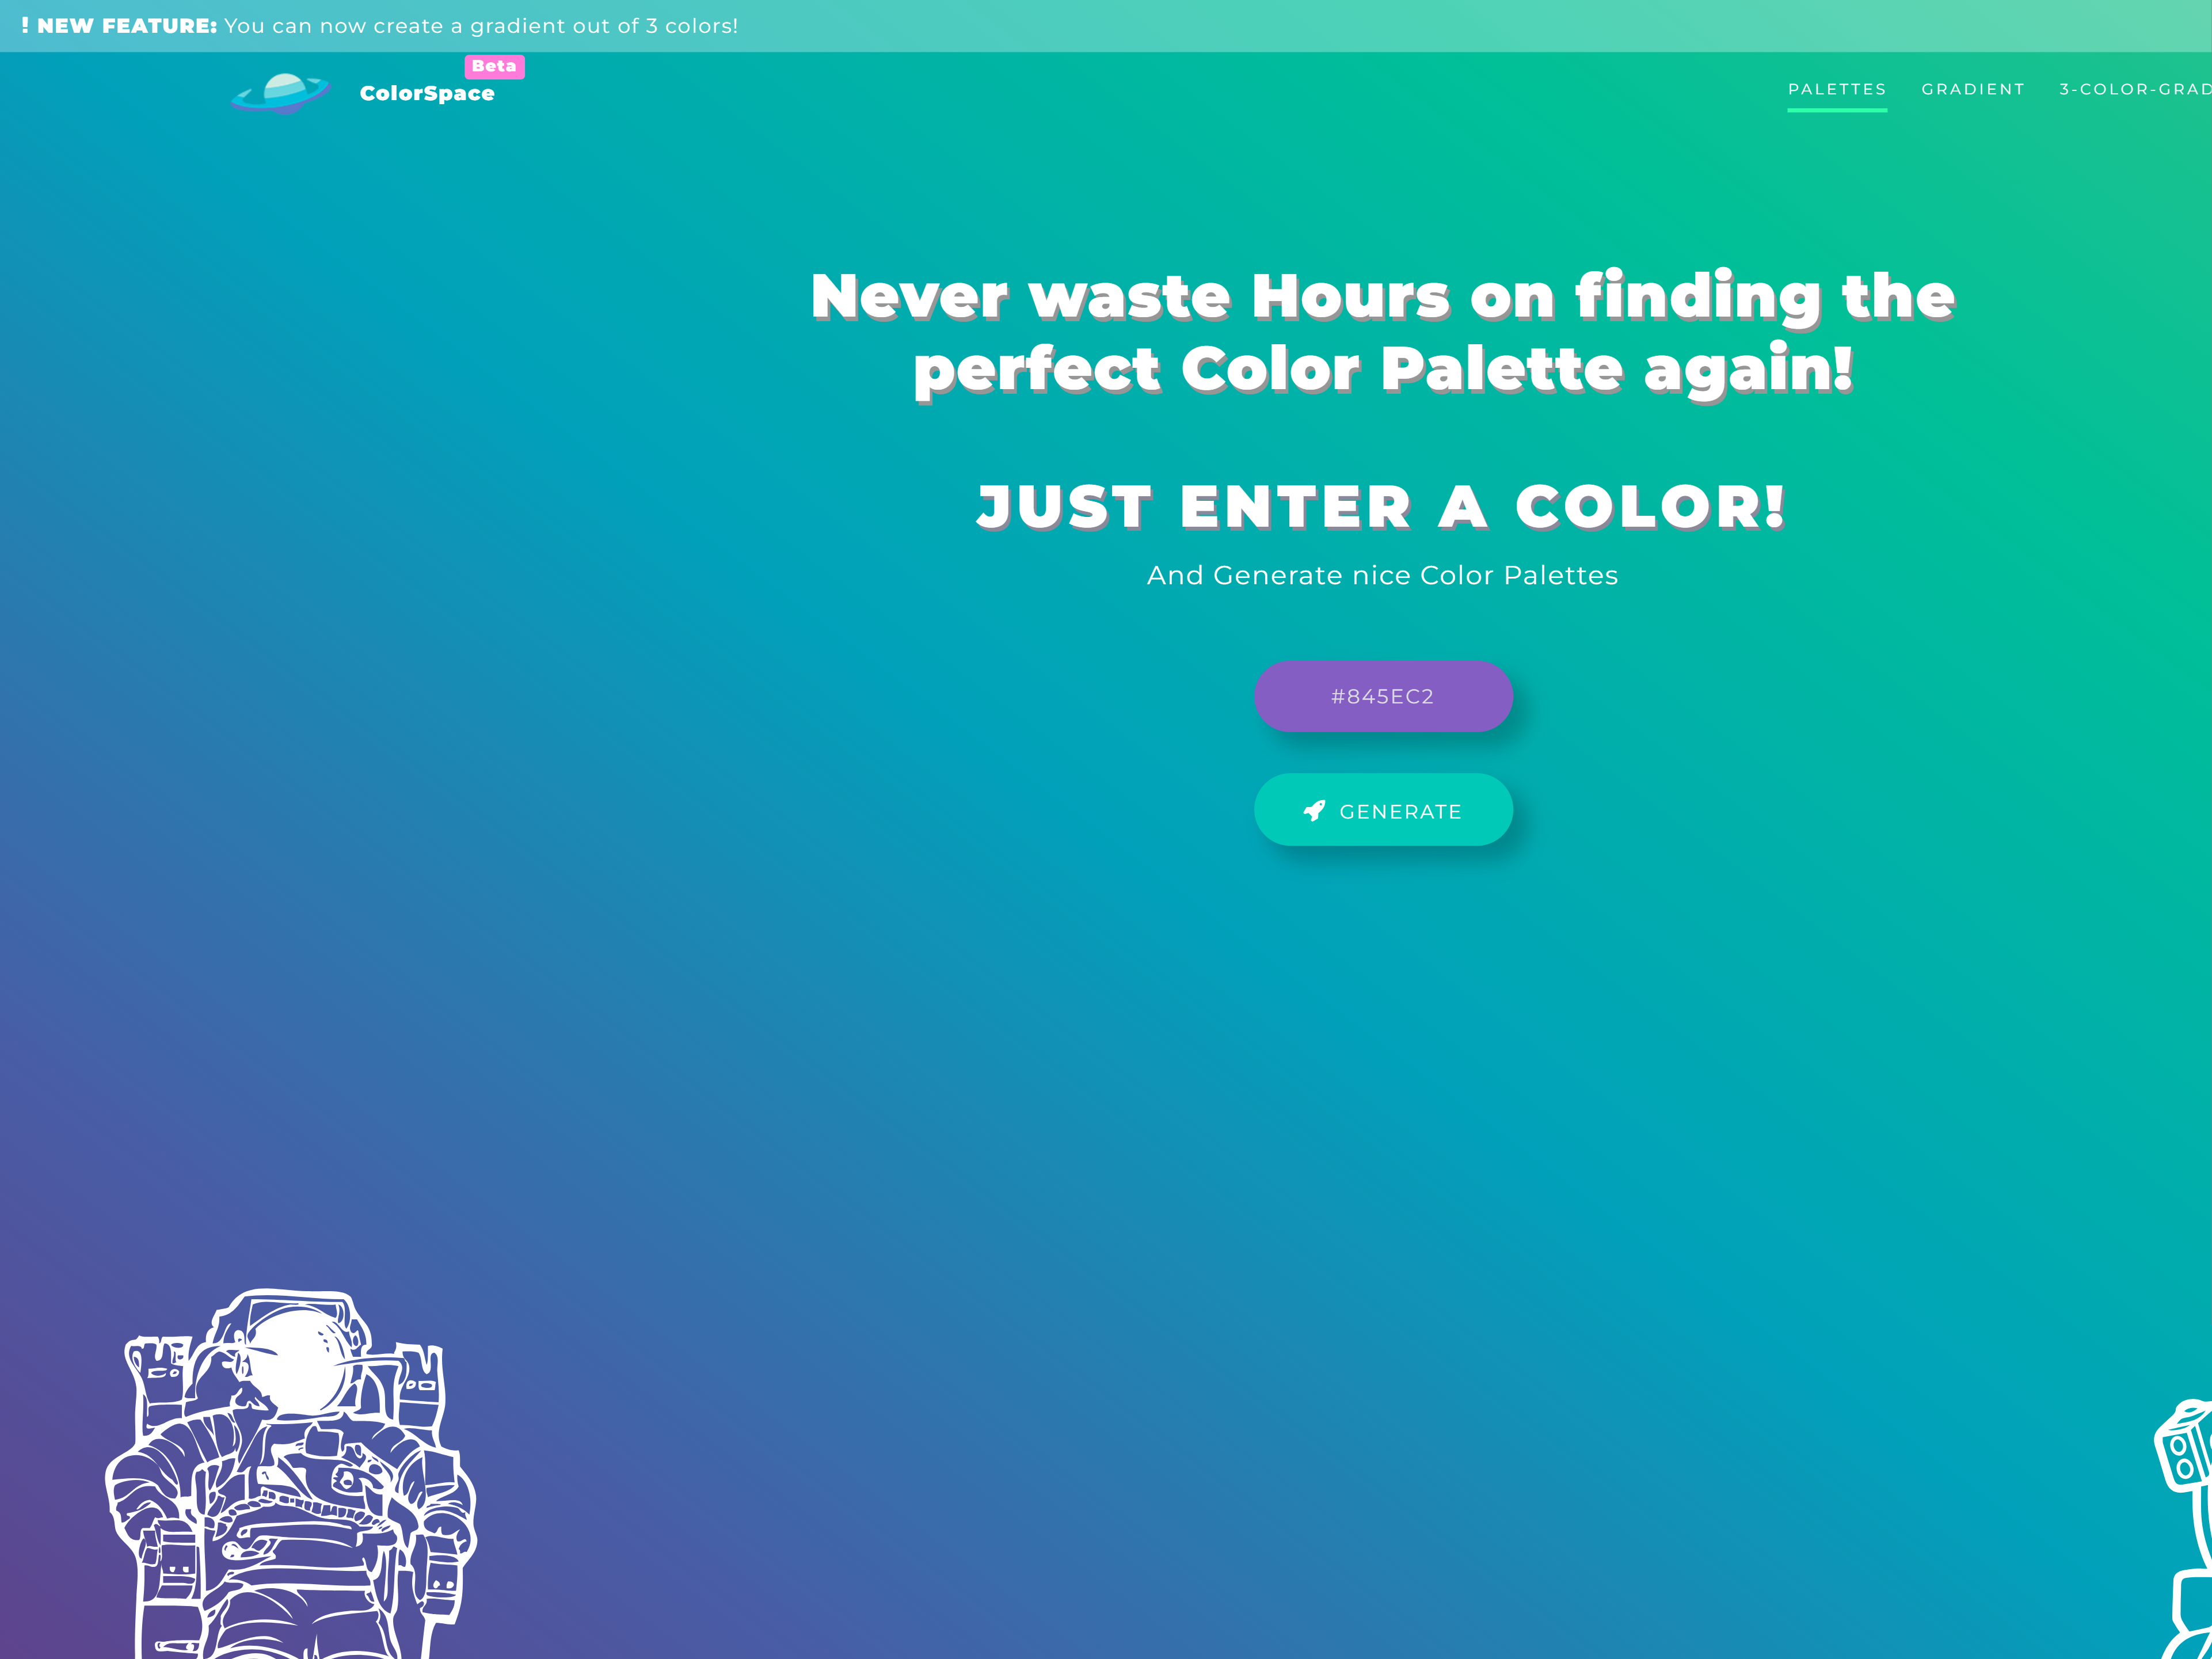 ! NEW FEATURE: You can now create a gradient out of 3 colors!
Beta
ColorSpace
PALETTES GRADIENT 3-COLOR-GRAD
Never waste Hours on finding the
perfect Color Palette again!
JUST ENTER A COLOR!
And Generate nice Color Palettes
#845EC2
GENERATE